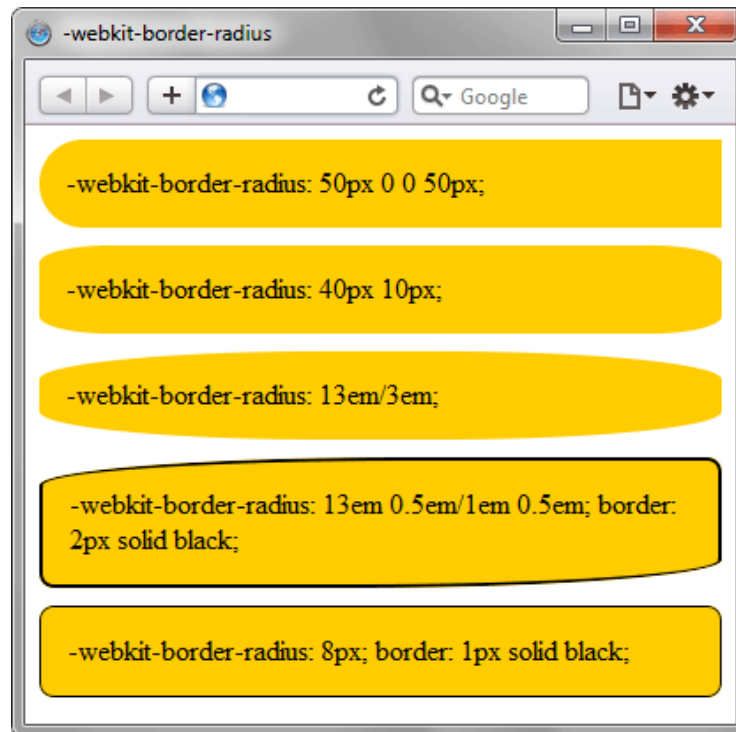 -webkit-border-radius
Google
-webkit-border-radius: 50px 0 0 50px;
-webkit-border-radius: 40px 10px;
-webkit-border-radius: 13em/3em;
-webkit-border-radius: 13em 0.5em/1em 0.5em; border:
2px solid black;
-webkit-border-radius: 8px; border: 1px solid black;